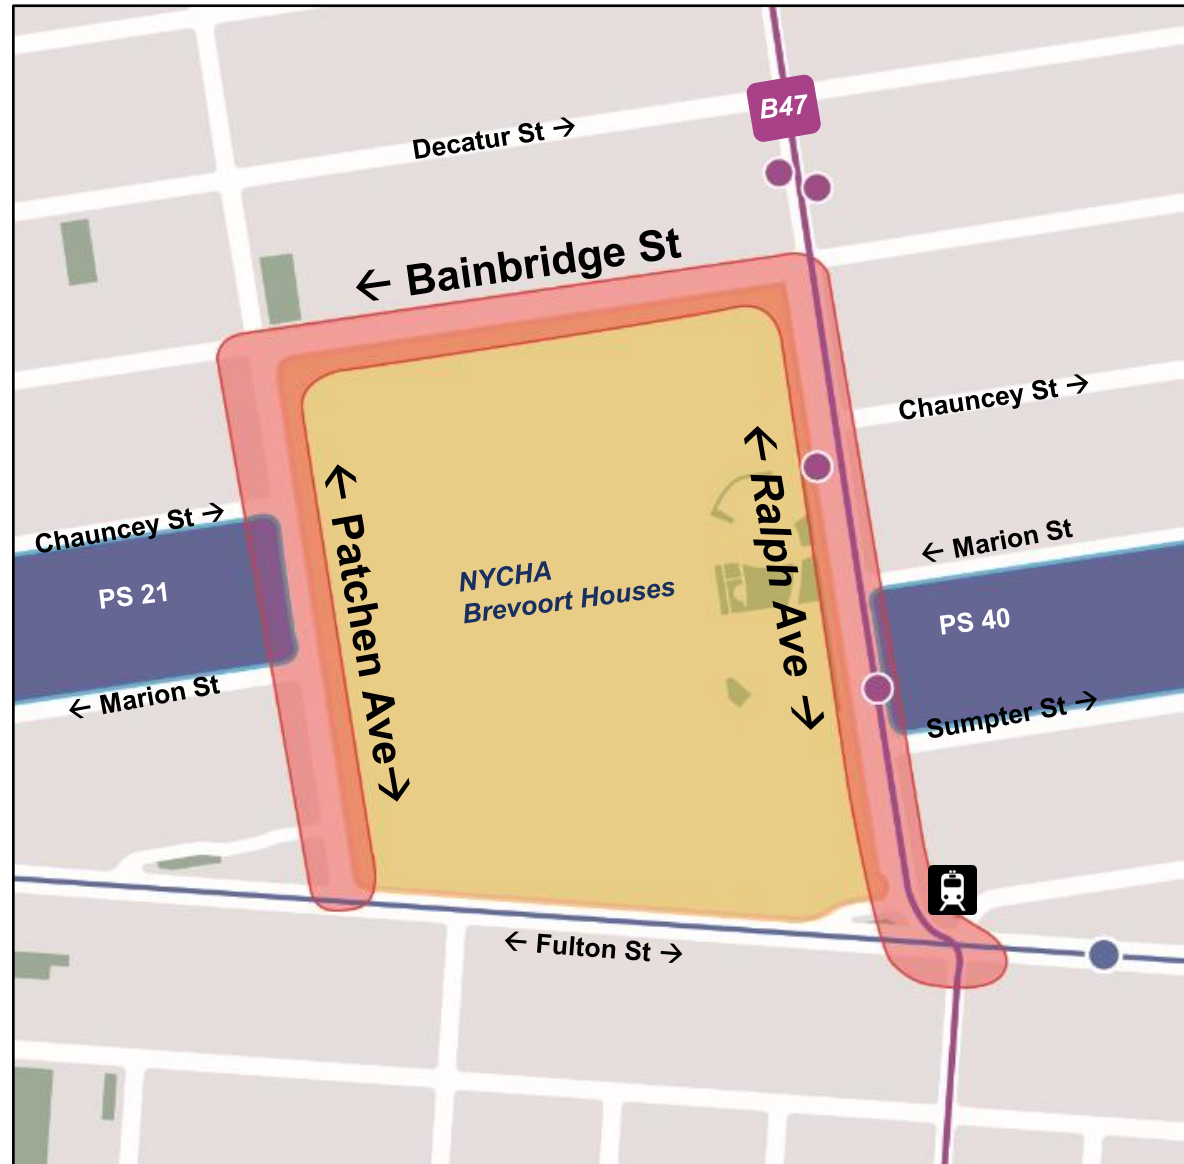 B47
Decatur St →
← Bainbridge St
Chauncey St →
← Patchen Ave →
← Ralph Ave →
Chauncey St →
← Marion St
PS 21
NYCHA
Brevoort Houses
PS 40
← Marion St
Sumpter St →
← Fulton St →